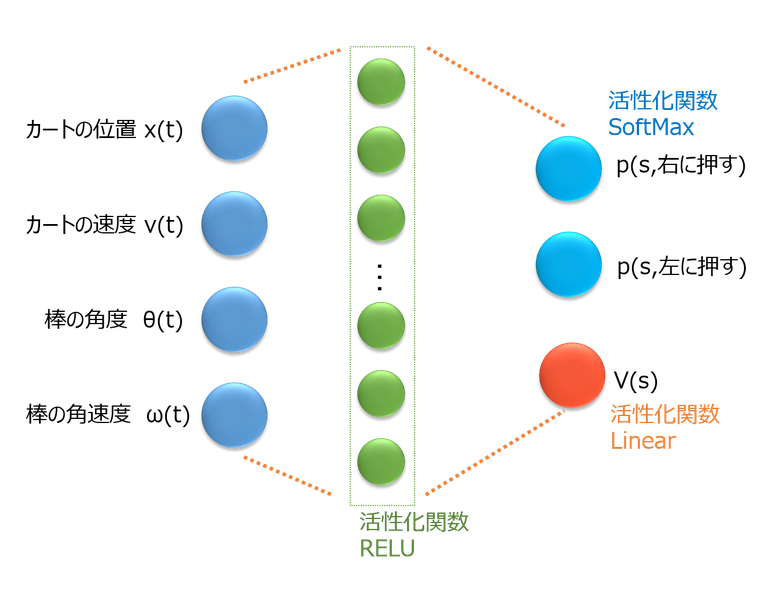 カートの位置 x(t)
カートの速度 v(t)
棒の角度 θ(t)
棒の角速度 ω(t)
⋮
活性化関数
RELU
活性化関数
SoftMax
p(s,右に押す)
p(s,左に押す)
V(s)
活性化関数
Linear